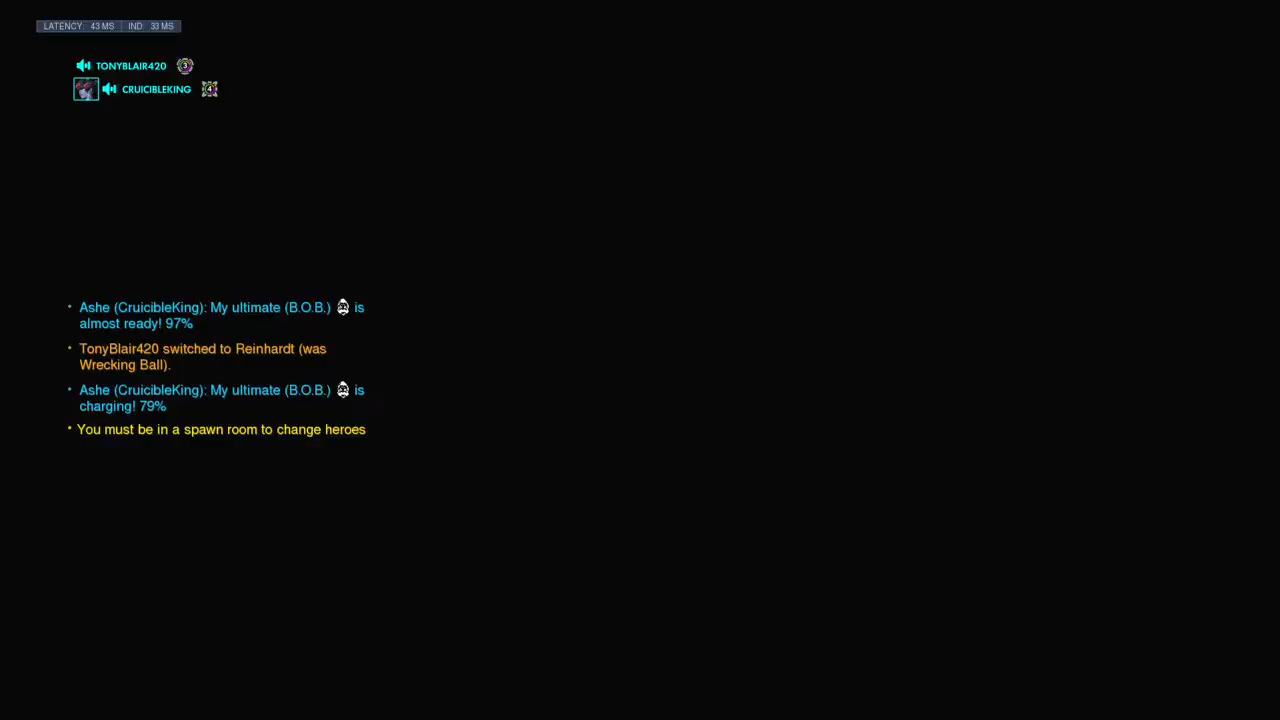 LATENCY: 43 MS | IND: 33 MS
TONYBLAIR420 3
CRUICIBLEKING 4
• Ashe (CruicibleKing): My ultimate (B.O.B.) is
almost ready! 97%
• TonyBlair420 switched to Reinhardt (was
Wrecking Ball).
• Ashe (CruicibleKing): My ultimate (B.O.B.) is
charging! 79%
• You must be in a spawn room to change heroes